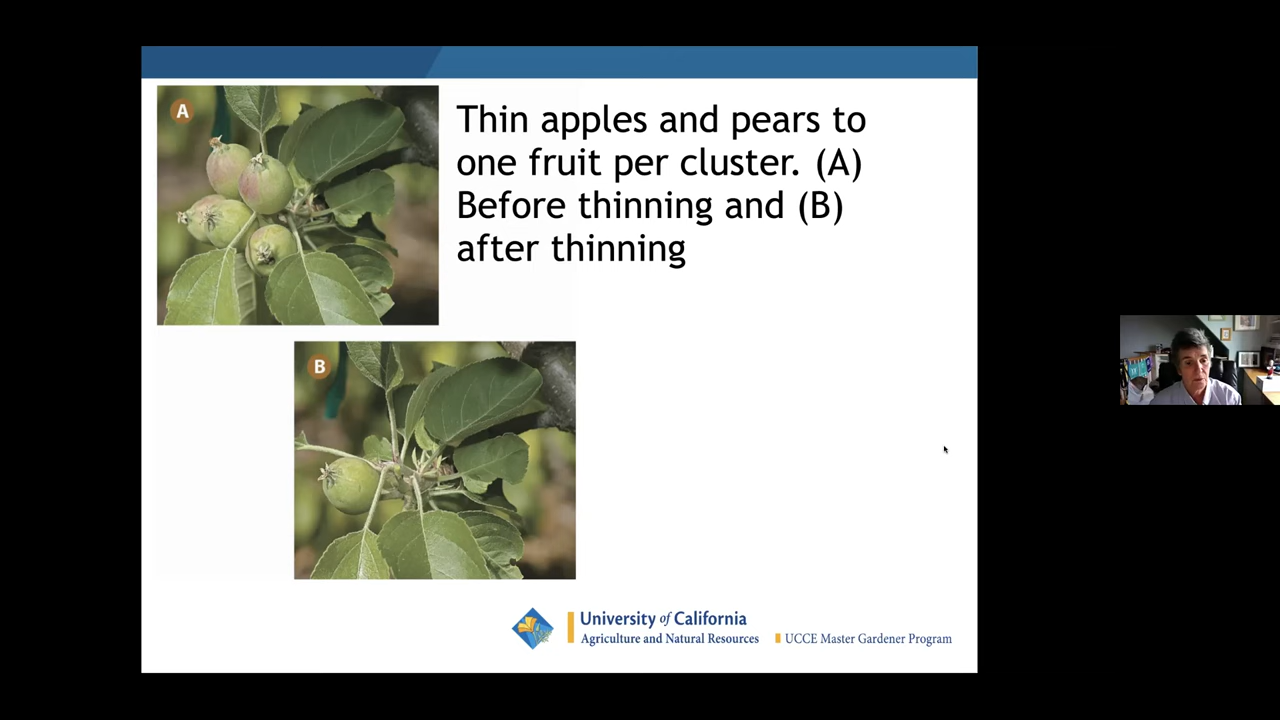 A
Thin apples and pears to
one fruit per cluster. (A)
Before thinning and (B)
after thinning
B
University of California
Agriculture and Natural Resources
UCCE Master Gardener Program